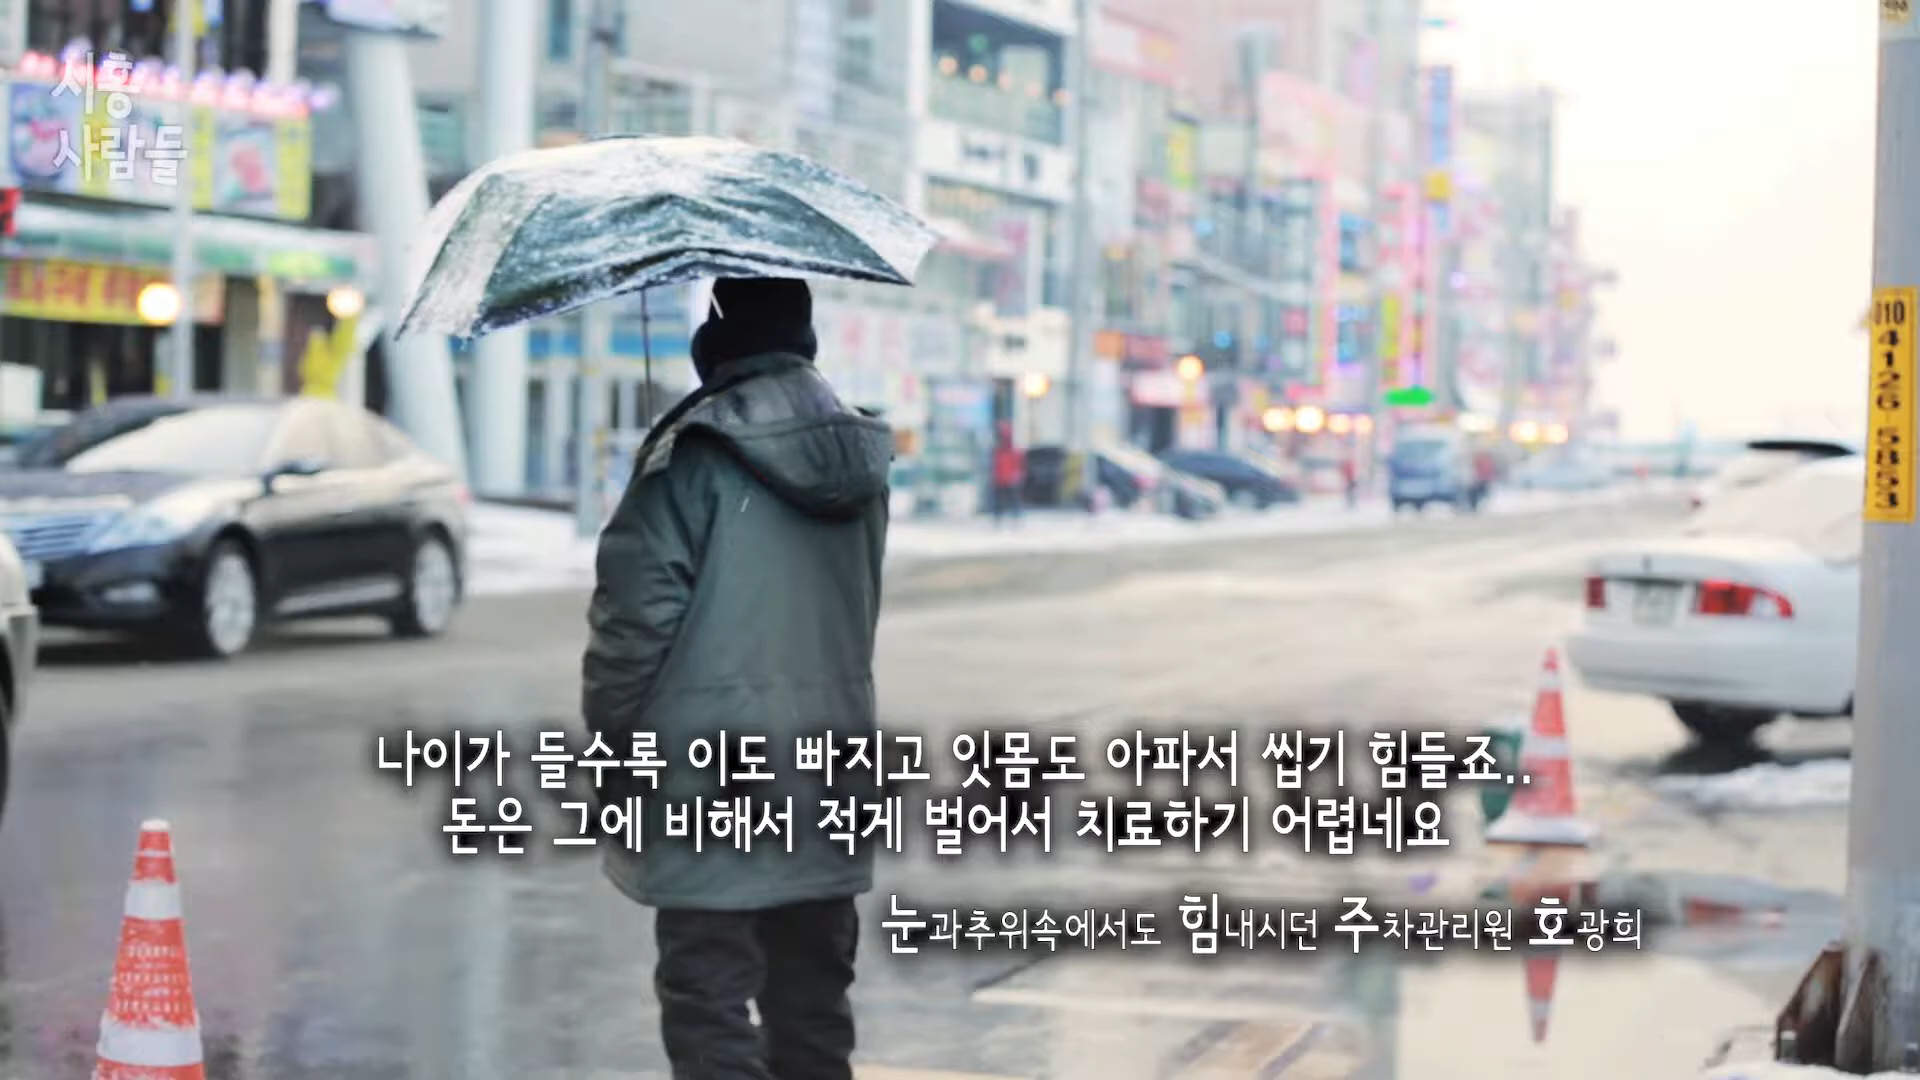 시흥
사람들
010 4126 5853
나이가 들수록 이도 빠지고 잇몸도 아파서 씹기 힘들죠..
돈은 그에 비해서 적게 벌어서 치료하기 어렵네요
눈과추위속에서도 힘내시던 주차관리원 호광희